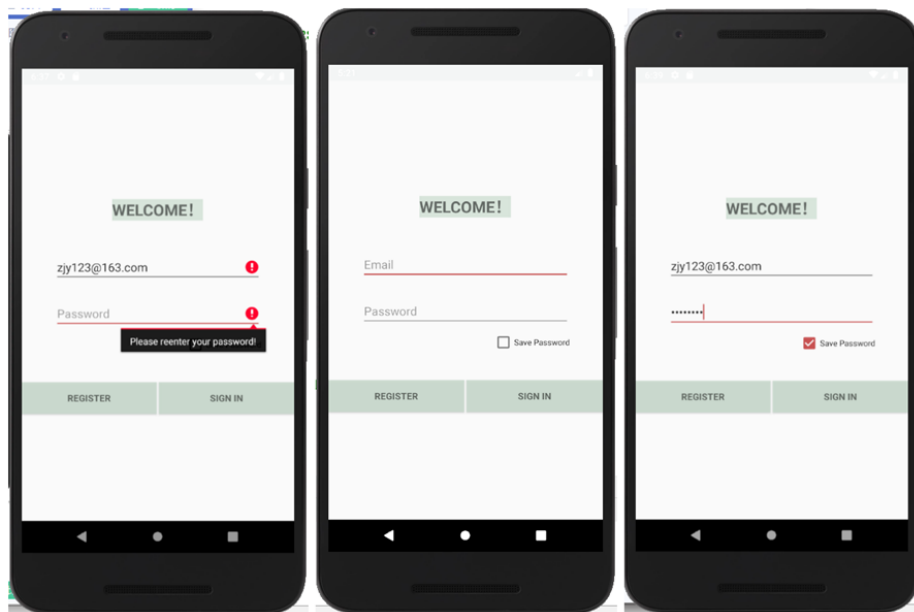 WELCOME!
zjy123@163.com
Password
Please reenter your password!
REGISTER
SIGN IN
WELCOME!
Email
Password
Save Password
REGISTER
SIGN IN
WELCOME!
zjy123@163.com
Save Password
REGISTER
SIGN IN